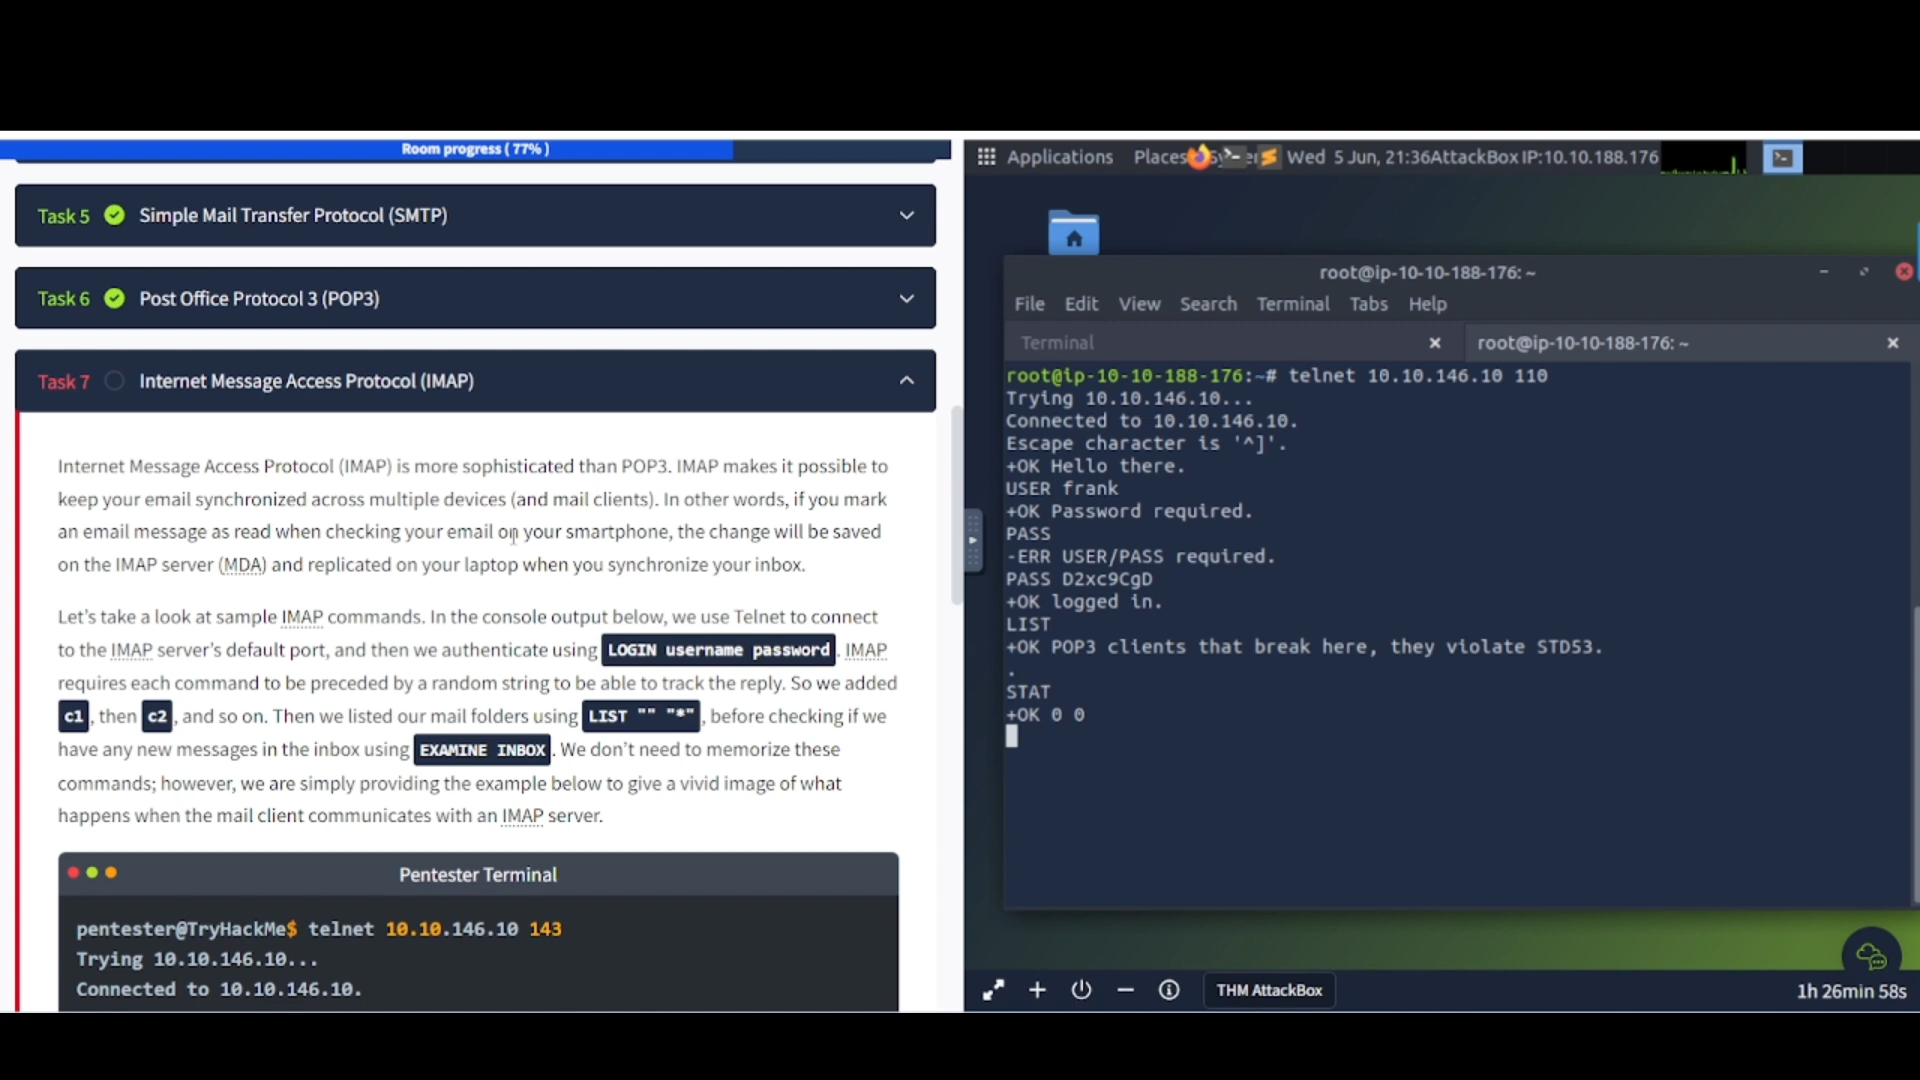 Room progress ( 77% )
Task 5 Simple Mail Transfer Protocol (SMTP)
Task 6 Post Office Protocol 3 (POP3)
Task 7 Internet Message Access Protocol (IMAP)
Internet Message Access Protocol (IMAP) is more sophisticated than POP3. IMAP makes it possible to
keep your email synchronized across multiple devices (and mail clients). In other words, if you mark
an email message as read when checking your email on your smartphone, the change will be saved
on the IMAP server (MDA) and replicated on your laptop when you synchronize your inbox.
Let's take a look at sample IMAP commands. In the console output below, we use Telnet to connect
to the IMAP server's default port, and then we authenticate using LOGIN username password. IMAP
requires each command to be preceded by a random string to be able to track the reply. So we added
c1, then c2, and so on. Then we listed our mail folders using LIST "" "*", before checking if we
have any new messages in the inbox using EXAMINE INBOX. We don't need to memorize these
commands; however, we are simply providing the example below to give a vivid image of what
happens when the mail client communicates with an IMAP server.
Pentester Terminal
pentester@TryHackMe$ telnet 10.10.146.10 143
Trying 10.10.146.10...
Connected to 10.10.146.10.
Applications Places Wed 5 Jun, 21:36 AttackBox IP:10.10.188.176
root@ip-10-10-188-176: ~
File Edit View Search Terminal Tabs Help
Terminal root@ip-10-10-188-176: ~
root@ip-10-10-188-176:~# telnet 10.10.146.10 110
Trying 10.10.146.10...
Connected to 10.10.146.10.
Escape character is '^]'.
+OK Hello there.
USER frank
+OK Password required.
PASS
-ERR USER/PASS required.
PASS D2xc9CgD
+OK logged in.
LIST
+OK POP3 clients that break here, they violate STD53.
.
STAT
+OK 0 0
THM AttackBox
1h 26min 58s